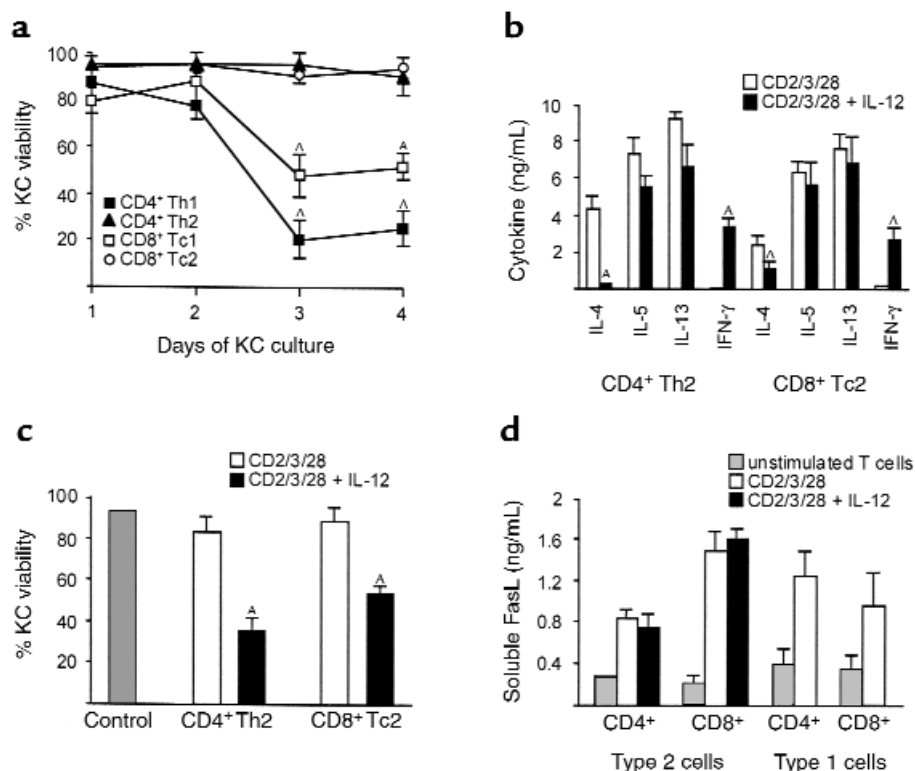 a
% KC viability
100
80
60
40
20
^
^
^
^
CD4⁺ Th1
CD4⁺ Th2
CD8⁺ Tc1
CD8⁺ Tc2
1 2 3 4
Days of KC culture
b
CD2/3/28
CD2/3/28 + IL-12
Cytokine (ng/mL)
10
8
6
4
2
^
^
^
^
IL-4 IL-5 IL-13 IFN-γ IL-4 IL-5 IL-13 IFN-γ
CD4⁺ Th2 CD8⁺ Tc2
c
CD2/3/28
CD2/3/28 + IL-12
% KC viability
100
80
60
40
20
^
^
Control CD4⁺ Th2 CD8⁺ Tc2
d
unstimulated T cells
CD2/3/28
CD2/3/28 + IL-12
Soluble FasL (ng/mL)
2
1.6
1.2
0.8
0.4
CD4⁺ CD8⁺ CD4⁺ CD8⁺
Type 2 cells Type 1 cells